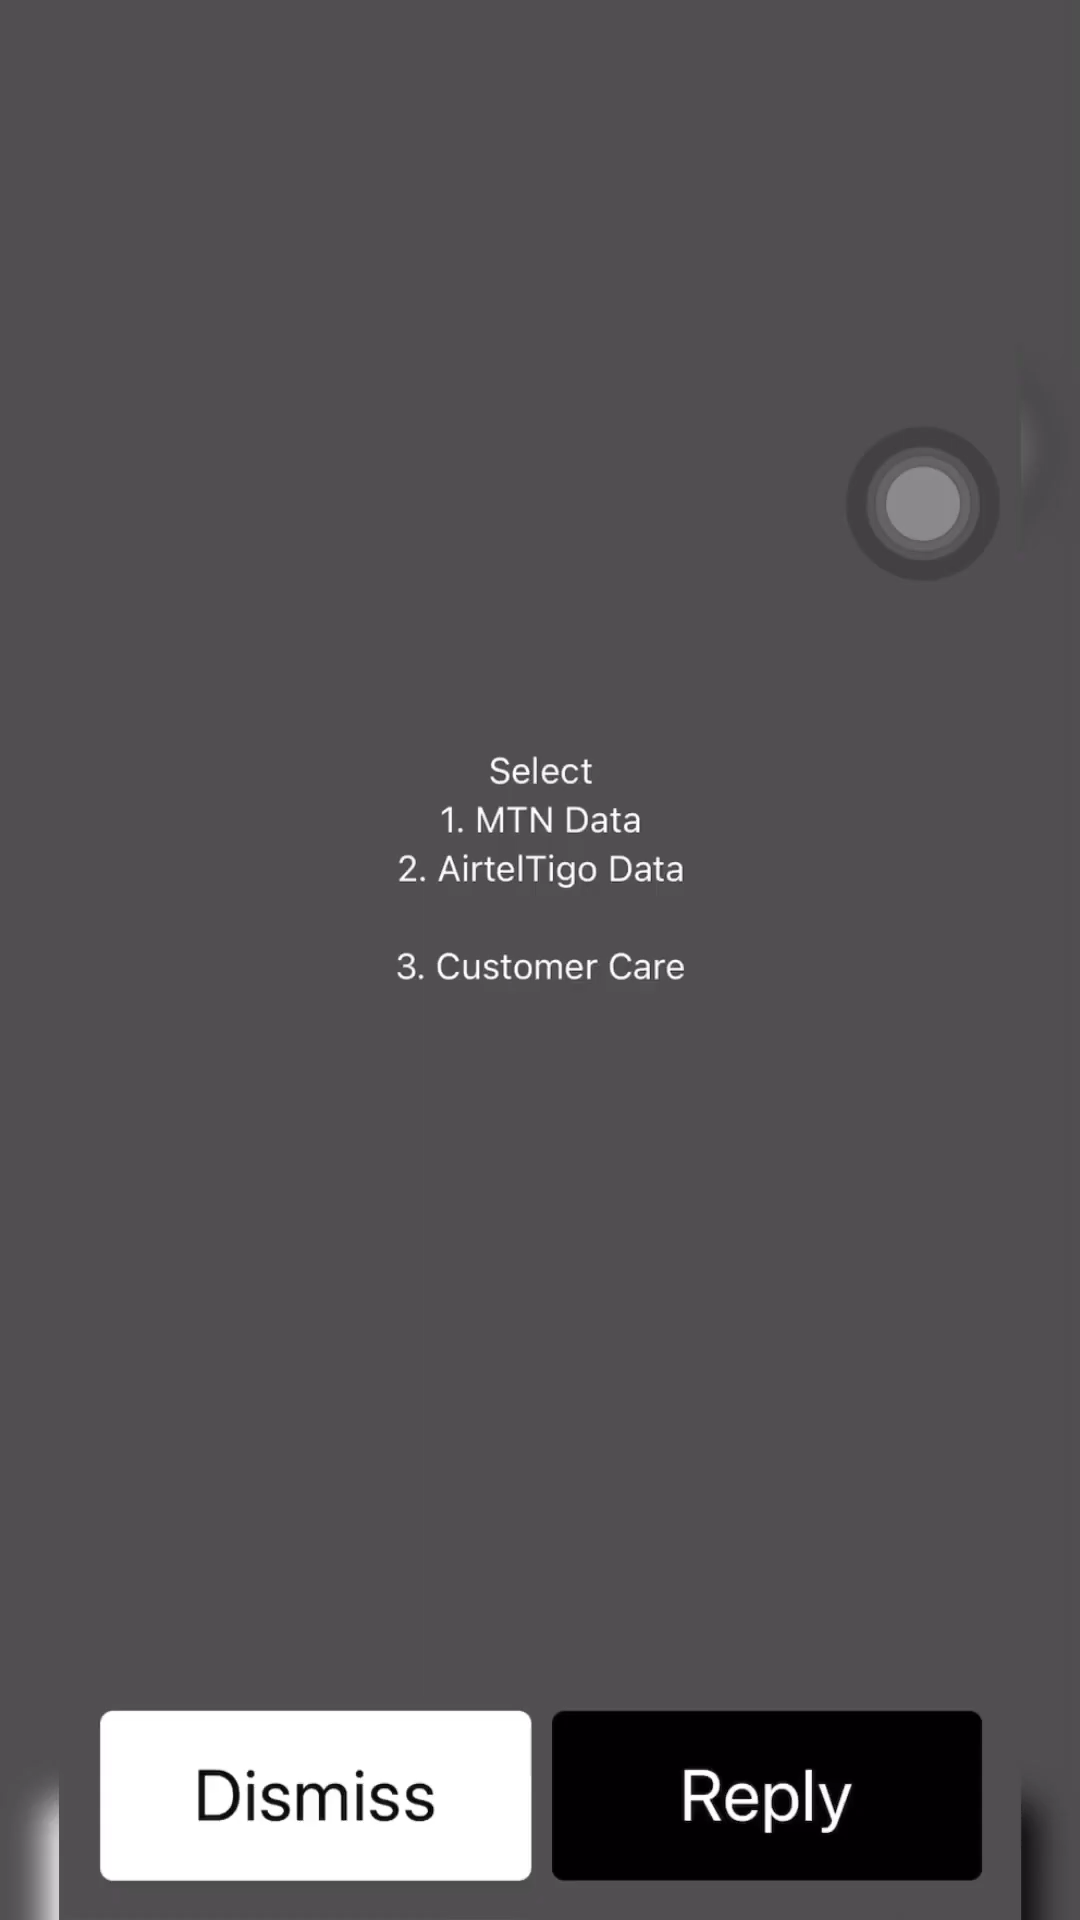 Select
1. MTN Data
2. AirtelTigo Data
3. Customer Care
Dismiss
Reply